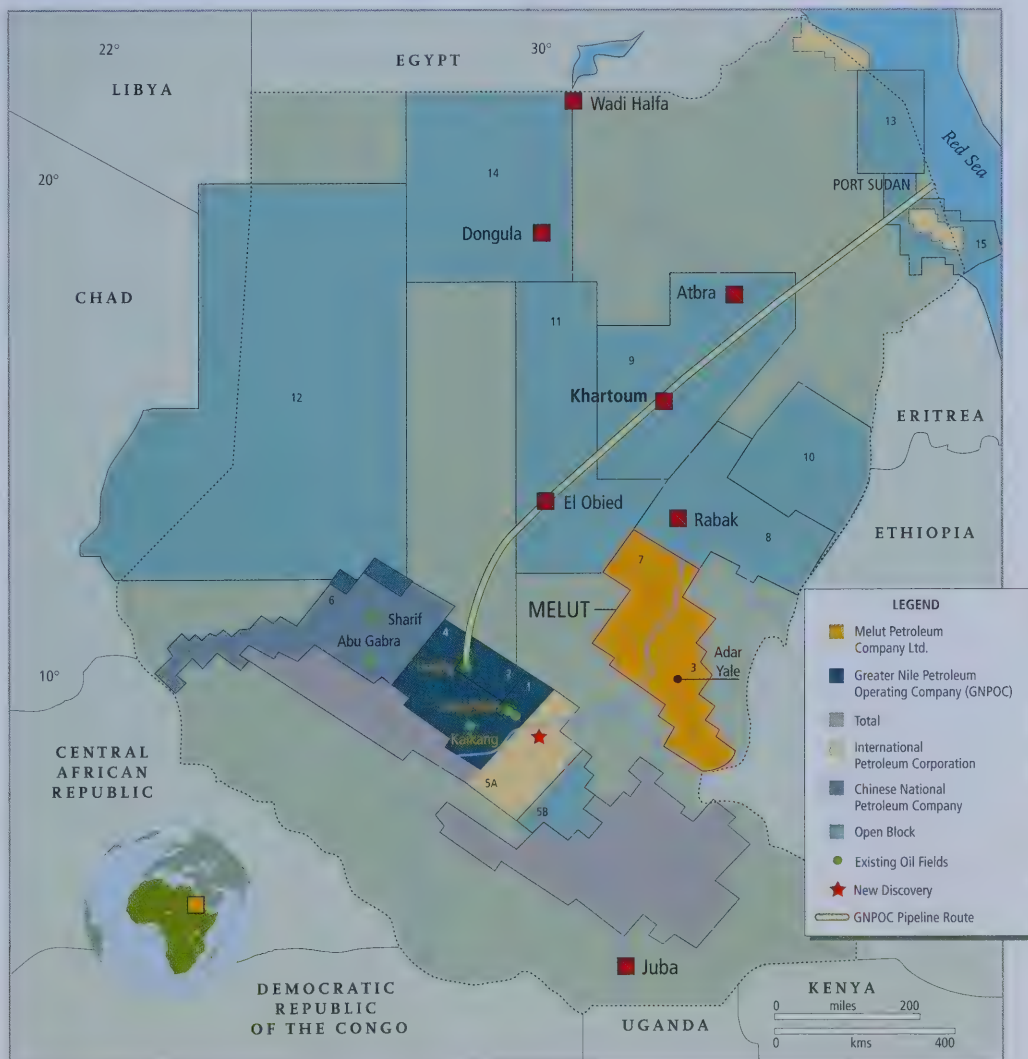 22°
30°
EGYPT
LIBYA
Wadi Halfa
13
Red Sea
20°
14
PORT SUDAN
Dongula
15
CHAD
Atbra
11
9
12
Khartoum
ERITREA
10
El Obied
Rabak
8
ETHIOPIA
7
MELUT
6
Sharif
4
Abu Gabra
2
1
10°
3
Adar
Yale
Kaikang
5A
5B
CENTRAL
AFRICAN
REPUBLIC
LEGEND
Melut Petroleum
Company Ltd.
Greater Nile Petroleum
Operating Company (GNPOC)
Total
International
Petroleum Corporation
Chinese National
Petroleum Company
Open Block
Existing Oil Fields
New Discovery
GNPOC Pipeline Route
Juba
DEMOCRATIC
REPUBLIC
OF THE CONGO
UGANDA
KENYA
0 miles 200
0 kms 400